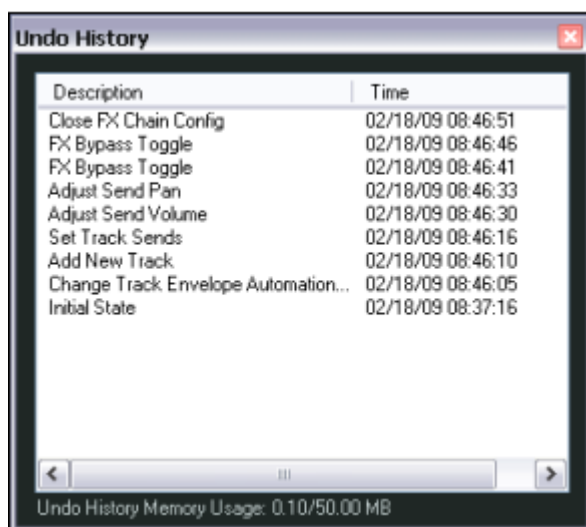 Undo History
Description Time
Close FX Chain Config 02/18/09 08:46:51
FX Bypass Toggle 02/18/09 08:46:46
FX Bypass Toggle 02/18/09 08:46:41
Adjust Send Pan 02/18/09 08:46:33
Adjust Send Volume 02/18/09 08:46:30
Set Track Sends 02/18/09 08:46:16
Add New Track 02/18/09 08:46:10
Change Track Envelope Automation... 02/18/09 08:46:05
Initial State 02/18/09 08:37:16
Undo History Memory Usage: 0.10/50.00 MB